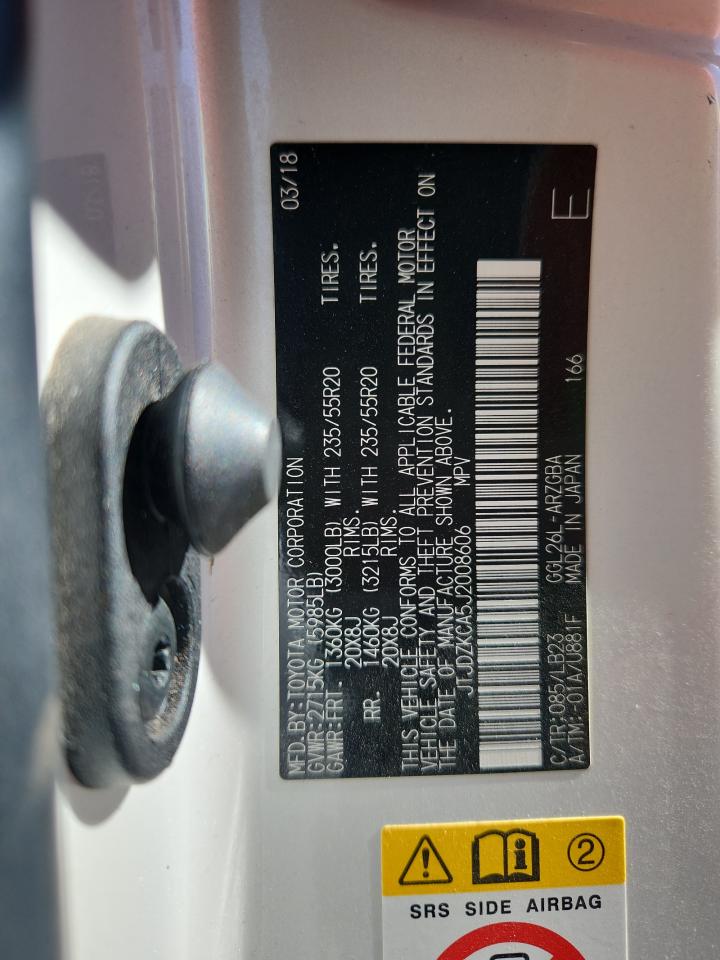 MFD. BY: TOYOTA MOTOR CORPORATION 03/18
GVWR: 2715KG (5985LB)
GAWR: FRT. 1360KG (3000LB) WITH 235/55R20 TIRES.
20X8J RIMS.
RR. 1460KG (3215LB) WITH 235/55R20 TIRES.
20X8J RIMS.
THIS VEHICLE CONFORMS TO ALL APPLICABLE FEDERAL MOTOR
VEHICLE SAFETY AND THEFT PREVENTION STANDARDS IN EFFECT ON
THE DATE OF MANUFACTURE SHOWN ABOVE.
JTJDZKCA5J2008606 MPV
C/TR: 085/LB23 GGL26L-ARZGBA
A/TM: -01A/U881F MADE IN JAPAN 166 E
2
SRS SIDE AIRBAG